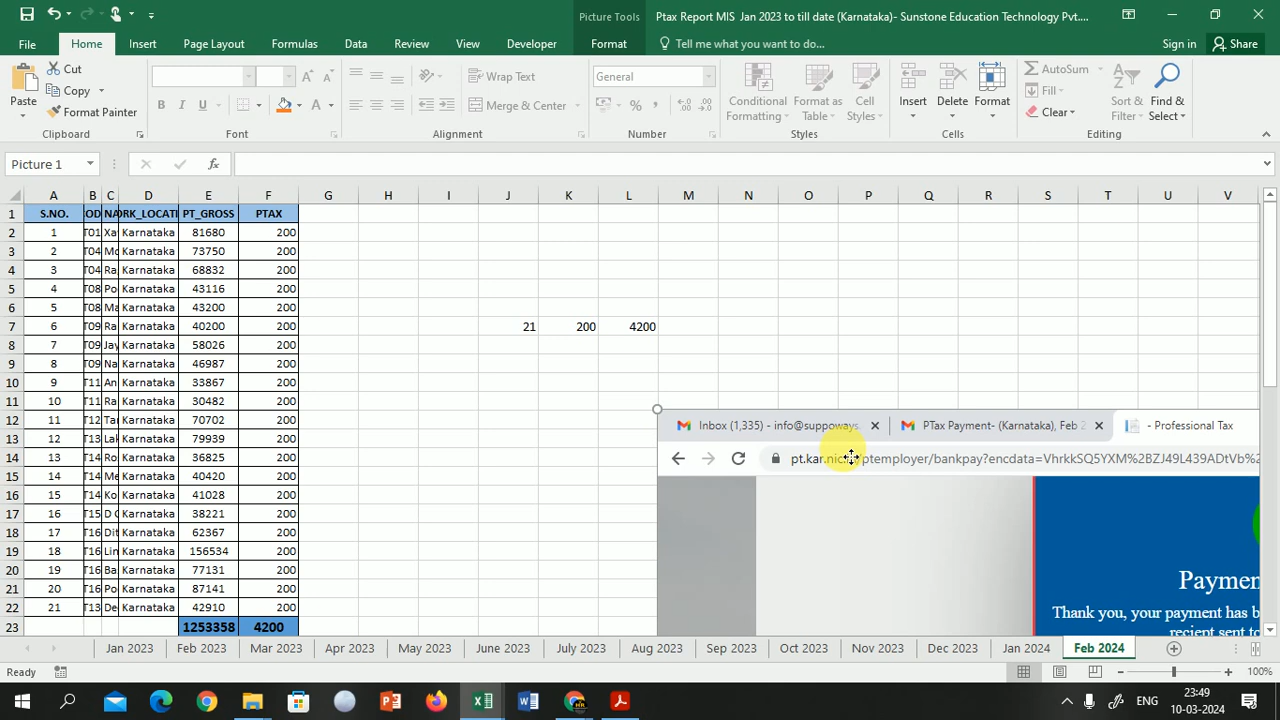 Picture Tools
Ptax Report MIS  Jan 2023 to till date (Karnataka)- Sunstone Education Technology Pvt....
File Home Insert Page Layout Formulas Data Review View Developer Format Tell me what you want to do... Sign in Share
Paste Cut Copy Format Painter
Wrap Text Merge & Center General
Conditional Formatting Format as Table Cell Styles
Insert Delete Format
AutoSum Fill Clear
Sort & Filter Find & Select
Clipboard Font Alignment Number Styles Cells Editing
Picture 1 fx
A B C D E F G H I J K L M N O P Q R S T U V
1 S.NO. OD NA ORK_LOCATI PT_GROSS PTAX
2 1 T01 Xa Karnataka 81680 200
3 2 T04 Mo Karnataka 73750 200
4 3 T04 Ra Karnataka 68832 200
5 4 T08 Po Karnataka 43116 200
6 5 T08 Ma Karnataka 43200 200
7 6 T09 Ra Karnataka 40200 200 21 200 4200
8 7 T09 Jay Karnataka 58026 200
9 8 T09 Na Karnataka 46987 200
10 9 T11 An Karnataka 33867 200
11 10 T11 Ra Karnataka 30482 200
12 11 T12 Tar Karnataka 70702 200
13 12 T13 Lak Karnataka 79939 200
14 13 T14 Ro Karnataka 36825 200
15 14 T14 Me Karnataka 40420 200
16 15 T14 Ko Karnataka 41028 200
17 16 T15 D C Karnataka 38221 200
18 17 T16 Dit Karnataka 62367 200
19 18 T16 Lin Karnataka 156534 200
20 19 T16 Ba Karnataka 77131 200
21 20 T16 Po Karnataka 87141 200
22 21 T13 De Karnataka 42910 200
23 1253358 4200
Inbox (1,335) - info@suppoways. PTax Payment- (Karnataka), Feb 2 - Professional Tax
/ptemployer/bankpay?encdata=VhrkkSQ5YXM%2BZJ49L439ADtVb%2
Paymen
Thank you, your payment has b
recient sent to
Jan 2023 Feb 2023 Mar 2023 Apr 2023 May 2023 June 2023 July 2023 Aug 2023 Sep 2023 Oct 2023 Nov 2023 Dec 2023 Jan 2024 Feb 2024
Ready 100%
ENG 23:49
10-03-2024